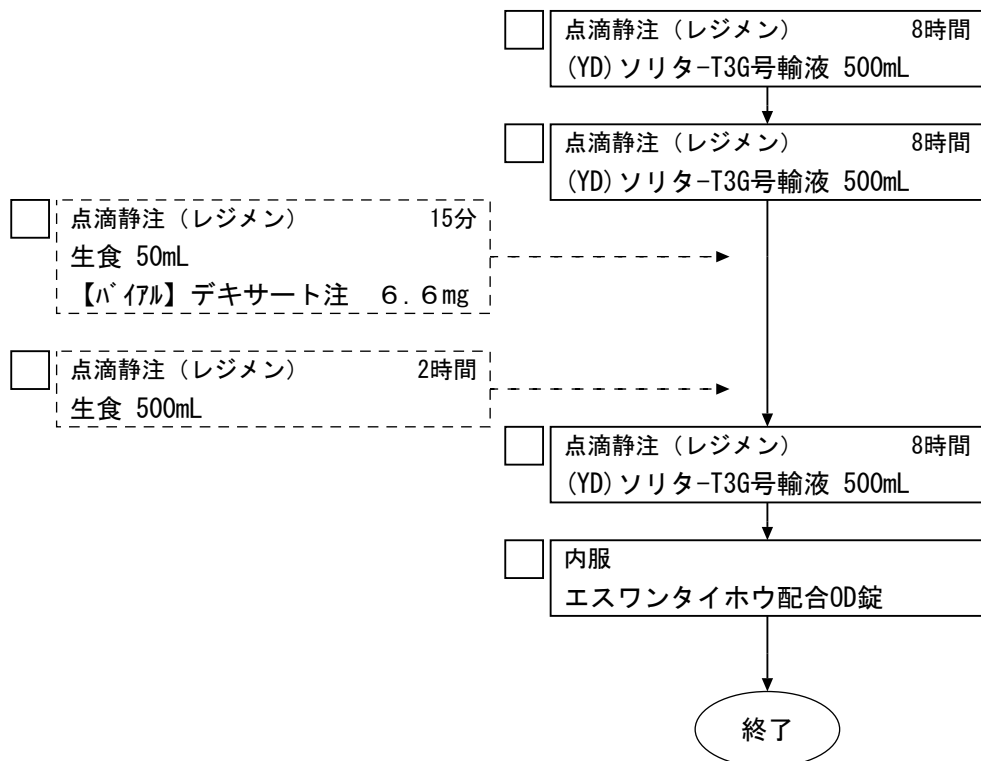 点滴静注（レジメン） 8時間
(YD)ソリタ-T3G号輸液 500mL
点滴静注（レジメン） 8時間
(YD)ソリタ-T3G号輸液 500mL
点滴静注（レジメン） 15分
生食 50mL
【ﾊﾞｲｱﾙ】デキサート注　６.６mg
点滴静注（レジメン） 2時間
生食 500mL
点滴静注（レジメン） 8時間
(YD)ソリタ-T3G号輸液 500mL
内服
エスワンタイホウ配合OD錠
終了